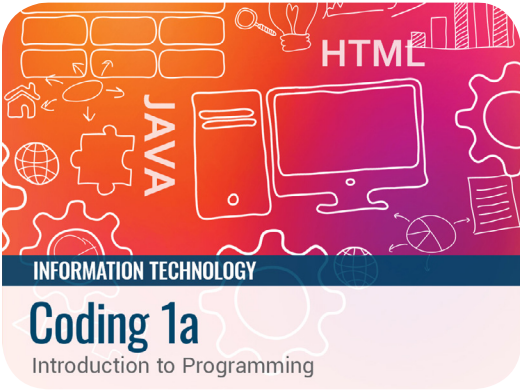 HTML
JAVA
INFORMATION TECHNOLOGY
Coding 1a
Introduction to Programming